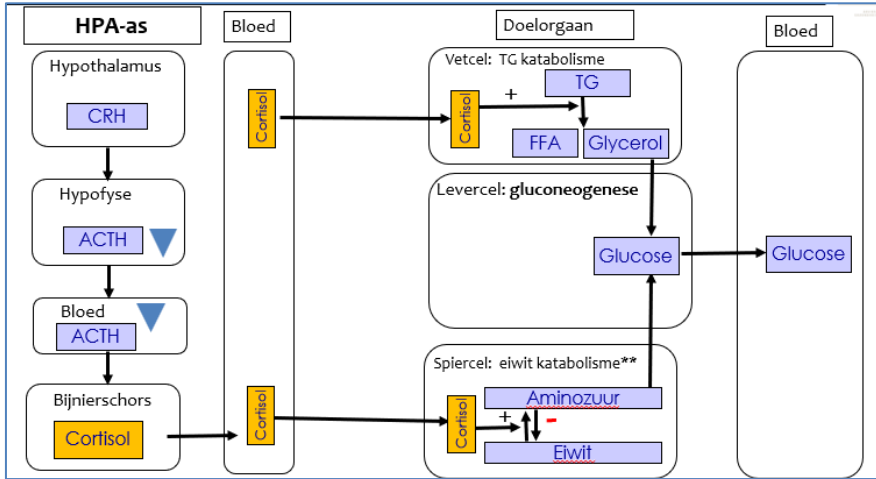 HPA-as
Bloed
Doelorgaan
Bloed
Hypothalamus
CRH
Hypofyse
ACTH
Bloed
ACTH
Bijnierschors
Cortisol
Cortisol
Cortisol
Vetcel: TG katabolisme
Cortisol
+
TG
FFA
Glycerol
Levercel: gluconeogenese
Glucose
Glucose
Spiercel: eiwit katabolisme**
Cortisol
+
Aminozuur
-
Eiwit